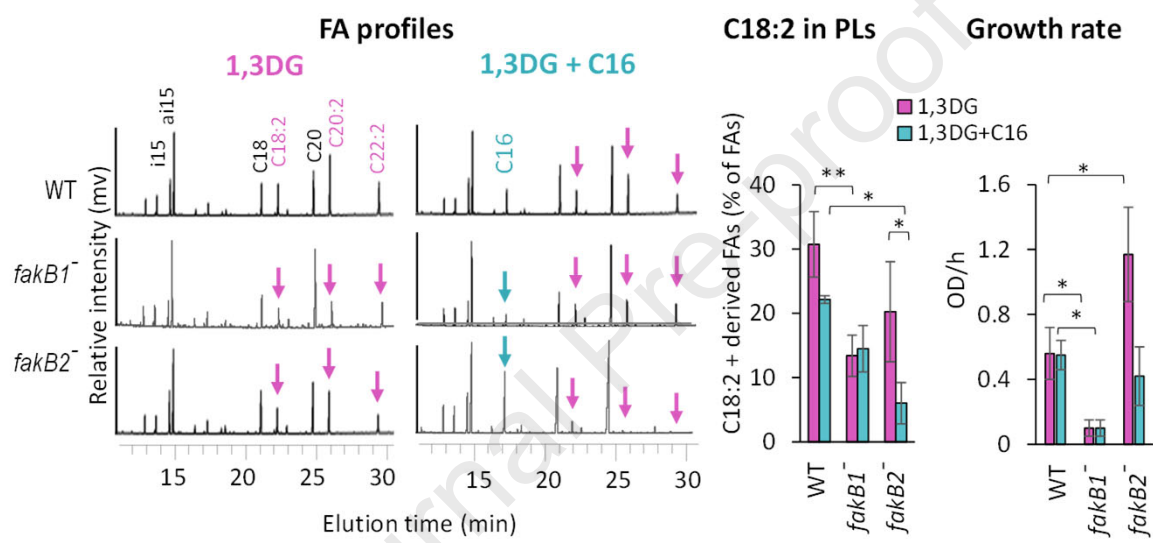 FA profiles
1,3DG
1,3DG + C16
C18:2 in PLs
Growth rate
1,3DG
1,3DG+C16
i15
ai15
C18
C18:2
C20
C20:2
C22:2
C16
WT
fakB1⁻
fakB2⁻
Relative intensity (mv)
15 20 25 30
15 20 25 30
Elution time (min)
C18:2 + derived FAs (% of FAs)
40
30
20
10
0
**
*
*
WT
fakB1⁻
fakB2⁻
OD/h
1.6
1.2
0.8
0.4
0
*
*
*
WT
fakB1⁻
fakB2⁻
Journal Pre-proof